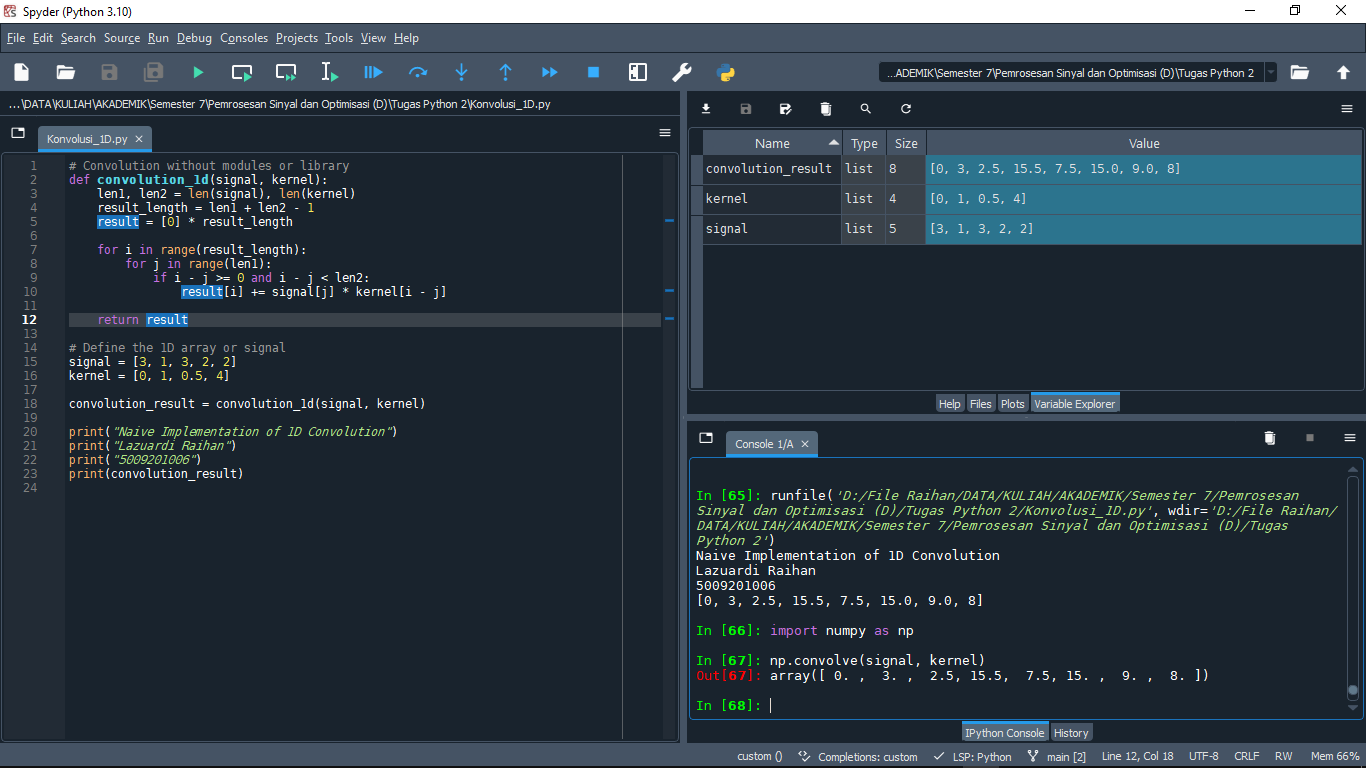 Spyder (Python 3.10)
File Edit Search Source Run Debug Consoles Projects Tools View Help
...ADEMIK\Semester 7\Pemrosesan Sinyal dan Optimisasi (D)\Tugas Python 2
...\DATA\KULIAH\AKADEMIK\Semester 7\Pemrosesan Sinyal dan Optimisasi (D)\Tugas Python 2\Konvolusi_1D.py
Konvolusi_1D.py
1 # Convolution without modules or library
2 def convolution_1d(signal, kernel):
3     len1, len2 = len(signal), len(kernel)
4     result_length = len1 + len2 - 1
5     result = [0] * result_length
6
7     for i in range(result_length):
8         for j in range(len1):
9             if i - j >= 0 and i - j < len2:
10                 result[i] += signal[j] * kernel[i - j]
11
12     return result
13
14 # Define the 1D array or signal
15 signal = [3, 1, 3, 2, 2]
16 kernel = [0, 1, 0.5, 4]
17
18 convolution_result = convolution_1d(signal, kernel)
19
20 print("Naive Implementation of 1D Convolution")
21 print("Lazuardi Raihan")
22 print("5009201006")
23 print(convolution_result)
24
Name Type Size Value
convolution_result list 8 [0, 3, 2.5, 15.5, 7.5, 15.0, 9.0, 8]
kernel list 4 [0, 1, 0.5, 4]
signal list 5 [3, 1, 3, 2, 2]
Help Files Plots Variable Explorer
Console 1/A
In [65]: runfile('D:/File Raihan/DATA/KULIAH/AKADEMIK/Semester 7/Pemrosesan
Sinyal dan Optimisasi (D)/Tugas Python 2/Konvolusi_1D.py', wdir='D:/File Raihan/
DATA/KULIAH/AKADEMIK/Semester 7/Pemrosesan Sinyal dan Optimisasi (D)/Tugas
Python 2')
Naive Implementation of 1D Convolution
Lazuardi Raihan
5009201006
[0, 3, 2.5, 15.5, 7.5, 15.0, 9.0, 8]
In [66]: import numpy as np
In [67]: np.convolve(signal, kernel)
Out[67]: array([ 0. ,  3. ,  2.5, 15.5,  7.5, 15. ,  9. ,  8. ])
In [68]:
IPython Console History
custom () Completions: custom LSP: Python main [2] Line 12, Col 18 UTF-8 CRLF RW Mem 66%